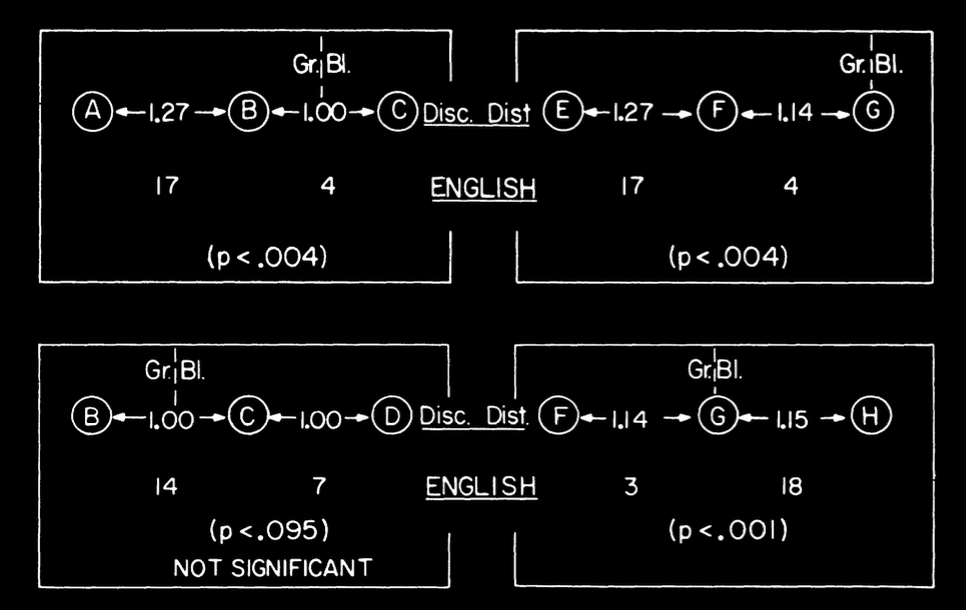 Gr. Bl.
Gr. Bl.
A 1.27 B 1.00 C Disc. Dist E 1.27 F 1.14 G
17 4 ENGLISH 17 4
(p < .004) (p < .004)
Gr. Bl.
Gr. Bl.
B 1.00 C 1.00 D Disc. Dist. F 1.14 G 1.15 H
14 7 ENGLISH 3 18
(p < .095) (p < .001)
NOT SIGNIFICANT